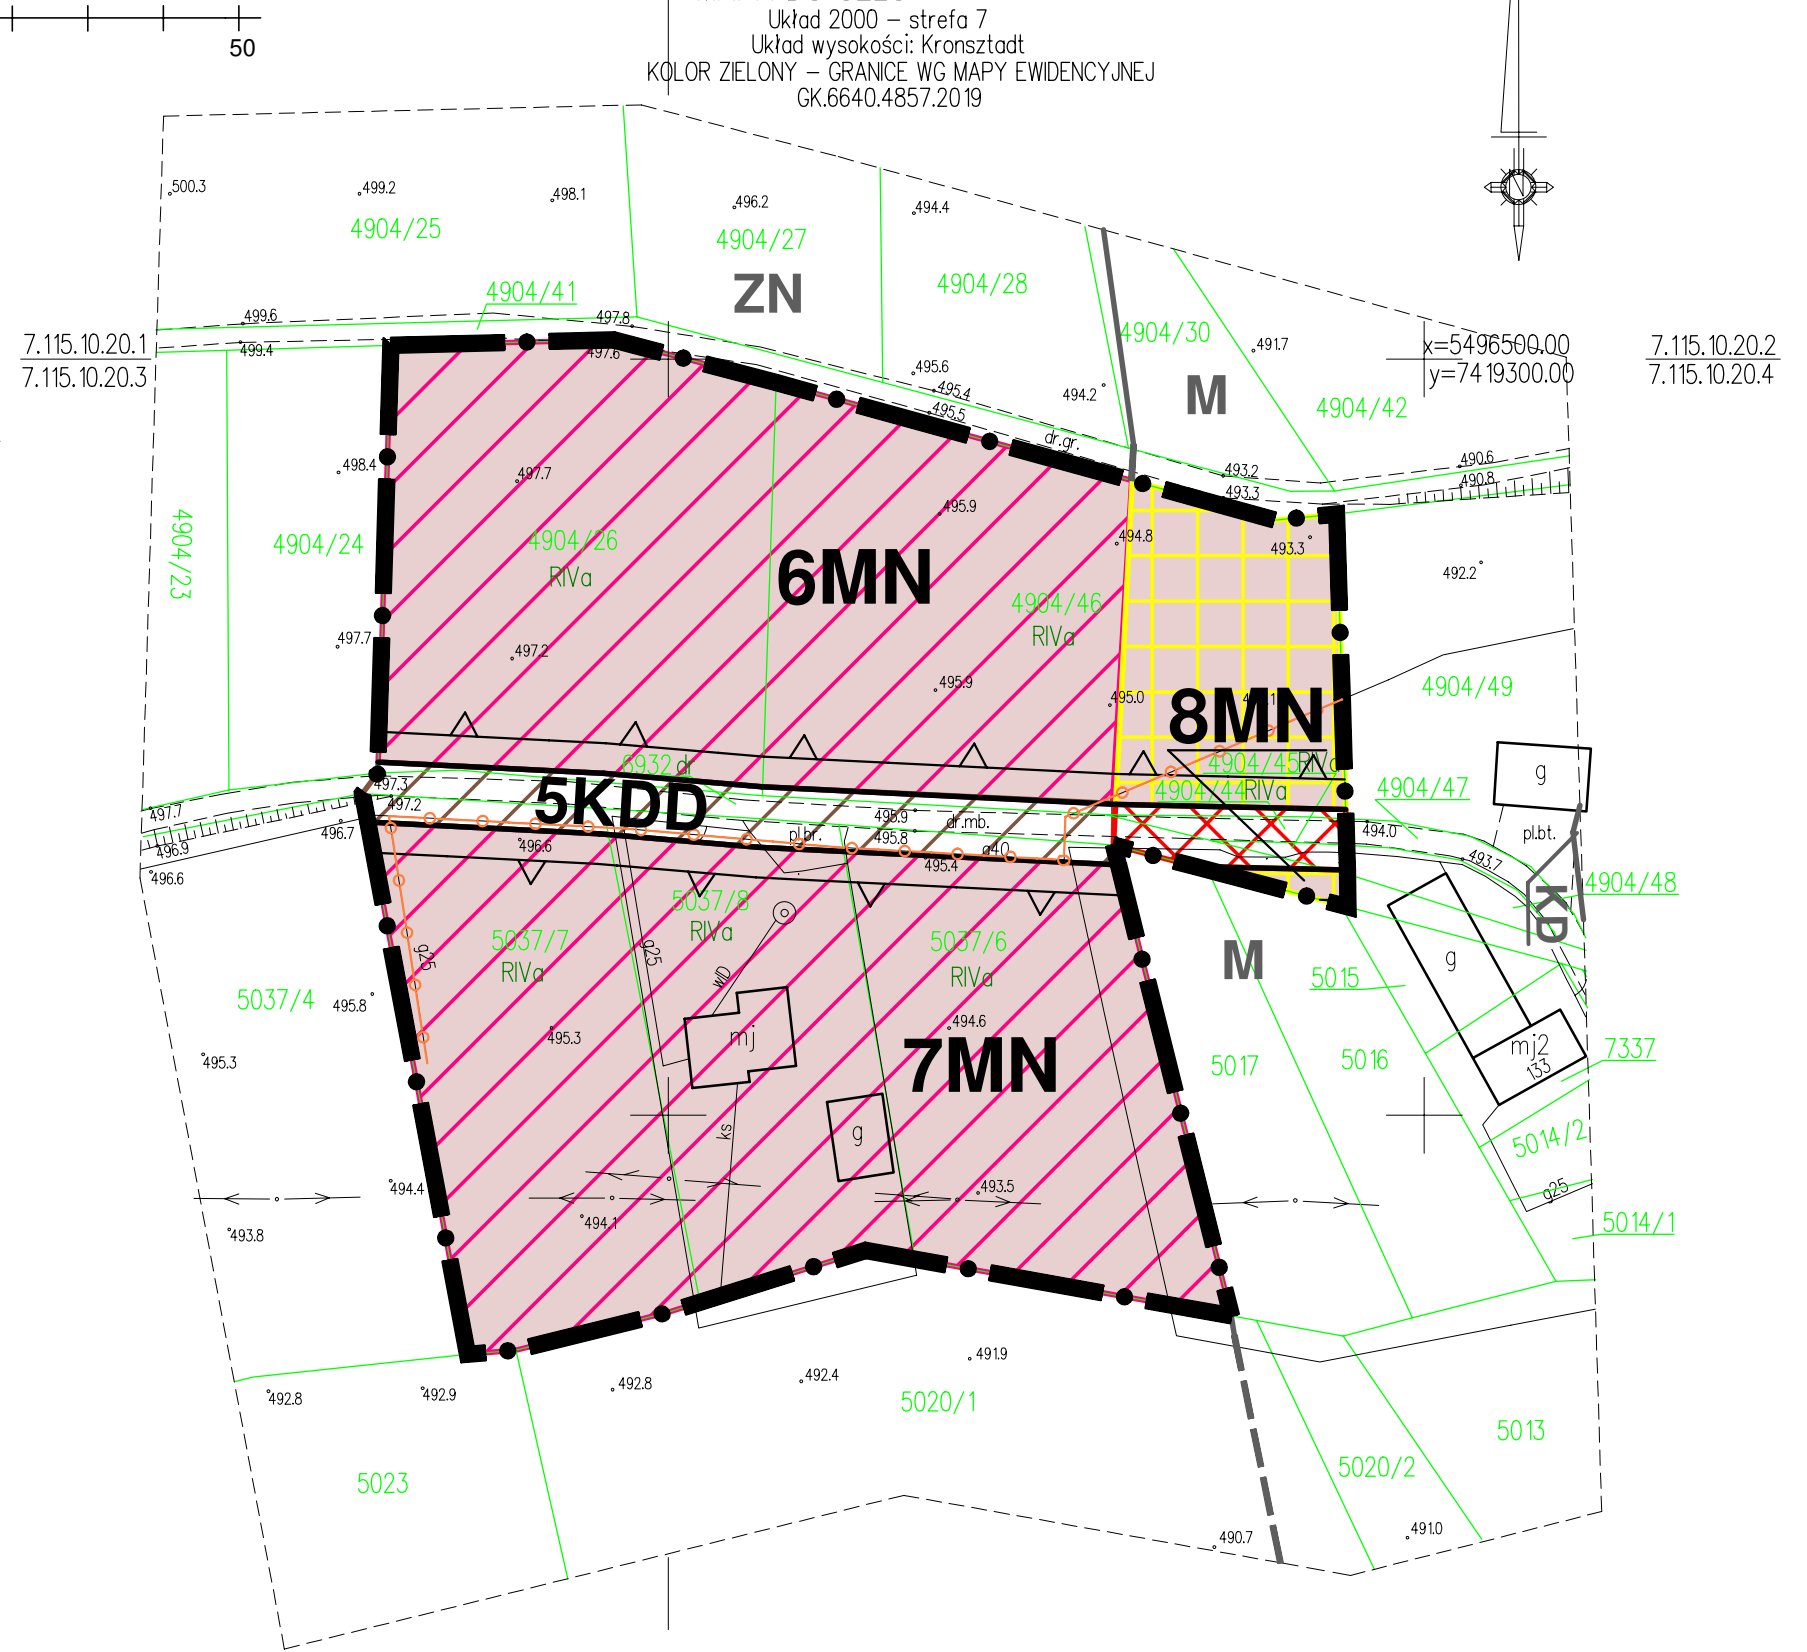 50
Układ 2000 – strefa 7
Układ wysokości: Kronsztadt
KOLOR ZIELONY – GRANICE WG MAPY EWIDENCYJNEJ
GK.6640.4857.2019
500.3
499.2
498.1
496.2
494.4
4904/25
4904/27
4904/28
4904/41
ZN
499.6
497.8
4904/30
491.7
7.115.10.20.1
7.115.10.20.3
499.4
497.6
x=5496500.00
y=7419300.00
7.115.10.20.2
7.115.10.20.4
495.6
495.4
495.5
494.2
M
4904/42
dr.gr.
498.4
497.7
493.2
493.3
490.6
490.8
4904/23
4904/24
4904/26
RIVa
495.9
494.8
493.3
492.2
6MN
4904/46
RIVa
497.7
497.2
495.9
495.0
4904/49
8MN
6932 dr
4904/45
RIVa
4904/44
RIVa
g
4904/47
497.3
497.2
5KDD
497.7
496.7
496.9
496.6
pl.br.
495.9
495.8
dr.mb.
494.0
pl.bt.
496.6
495.4
g40
493.7
4904/48
KD
5037/8
RIVa
5037/7
RIVa
g25
g25
wD
5037/6
RIVa
M
g
5015
5037/4
495.8
495.3
495.3
mj
494.6
7MN
5017
5016
mj2
133
7337
g
ks
5014/2
494.4
493.5
g25
493.8
494.1
5014/1
492.8
492.9
492.8
492.4
491.9
5020/1
5013
5023
5020/2
490.7
491.0